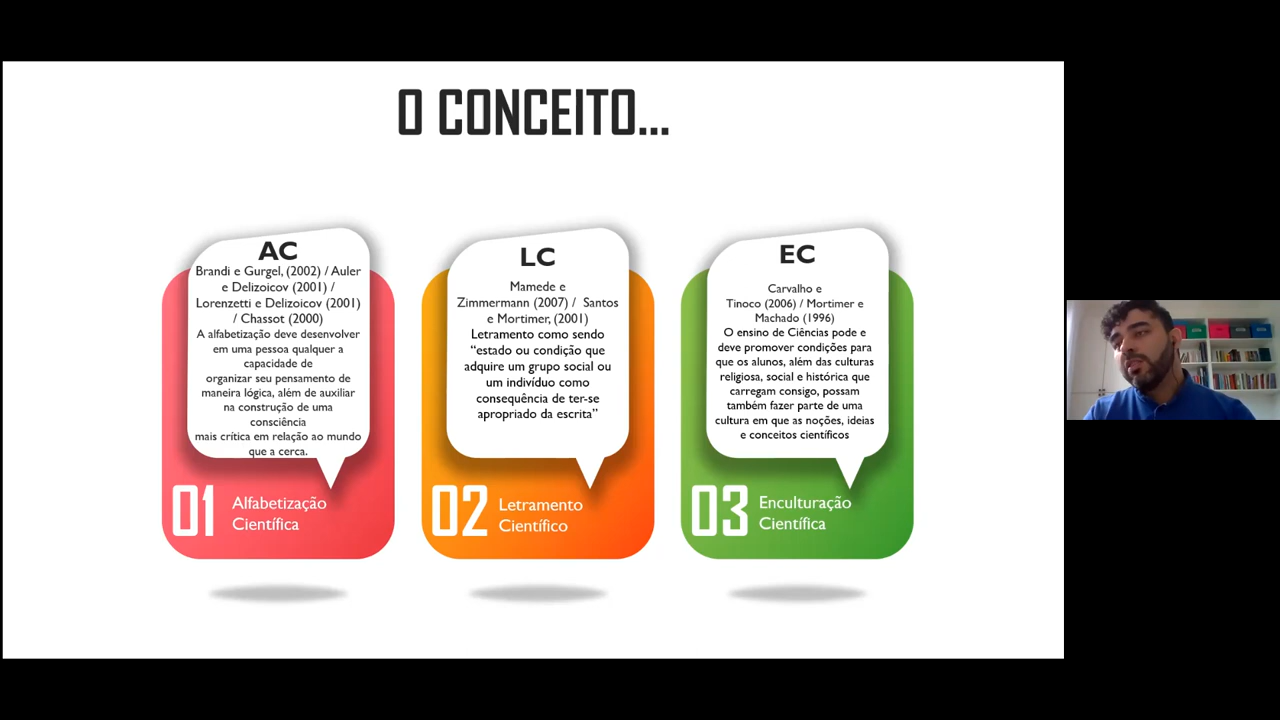 O CONCEITO...
AC
Brandi e Gurgel, (2002) / Auler
e Delizoicov (2001) /
Lorenzetti e Delizoicov (2001)
/ Chassot (2000)
A alfabetização deve desenvolver
em uma pessoa qualquer a
capacidade de
organizar seu pensamento de
maneira lógica, além de auxiliar
na construção de uma
consciência
mais crítica em relação ao mundo
que a cerca.
01 Alfabetização
Científica
LC
Mamede e
Zimmermann (2007) / Santos
e Mortimer, (2001)
Letramento como sendo
“estado ou condição que
adquire um grupo social ou
um indivíduo como
consequência de ter-se
apropriado da escrita”
02 Letramento
Científico
EC
Carvalho e
Tinoco (2006) / Mortimer e
Machado (1996)
O ensino de Ciências pode e
deve promover condições para
que os alunos, além das culturas
religiosa, social e histórica que
carregam consigo, possam
também fazer parte de uma
cultura em que as noções, ideias
e conceitos científicos
03 Enculturação
Científica